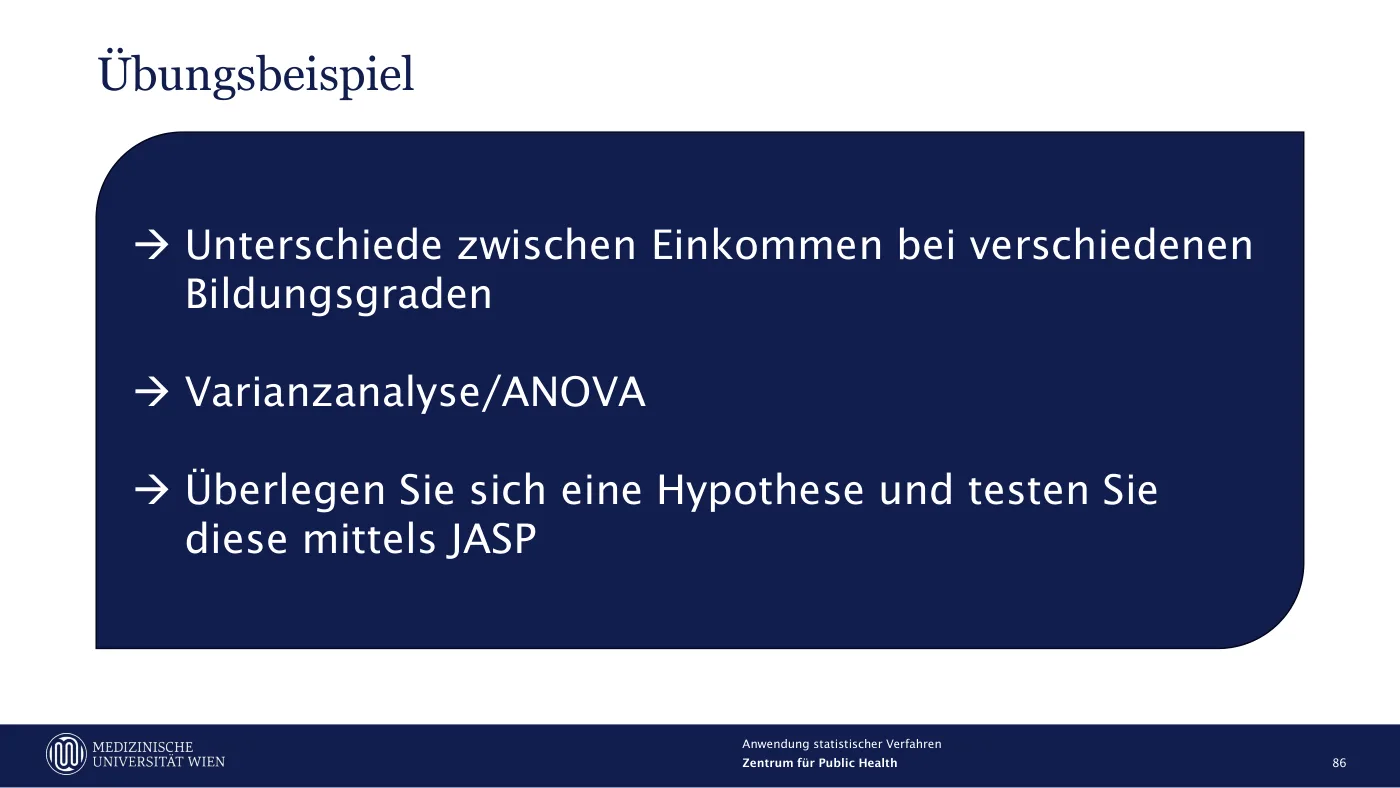 Übungsbeispiel
→ Unterschiede zwischen Einkommen bei verschiedenen
Bildungsgraden
→ Varianzanalyse/ANOVA
→ Überlegen Sie sich eine Hypothese und testen Sie
diese mittels JASP
MEDIZINISCHE
UNIVERSITÄT WIEN
Anwendung statistischer Verfahren
Zentrum für Public Health
86